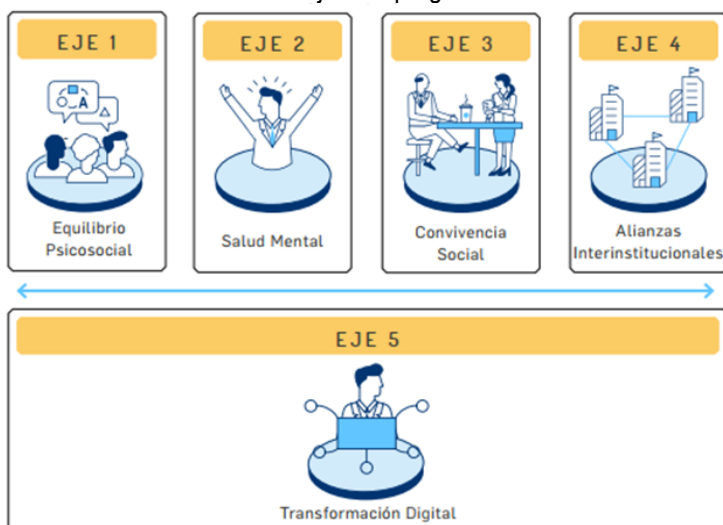 EJE 1
EJE 2
EJE 3
EJE 4
A
Equilibrio
Psicosocial
Salud Mental
Convivencia
Social
Alianzas
Interinstitucionales
EJE 5
Transformación Digital